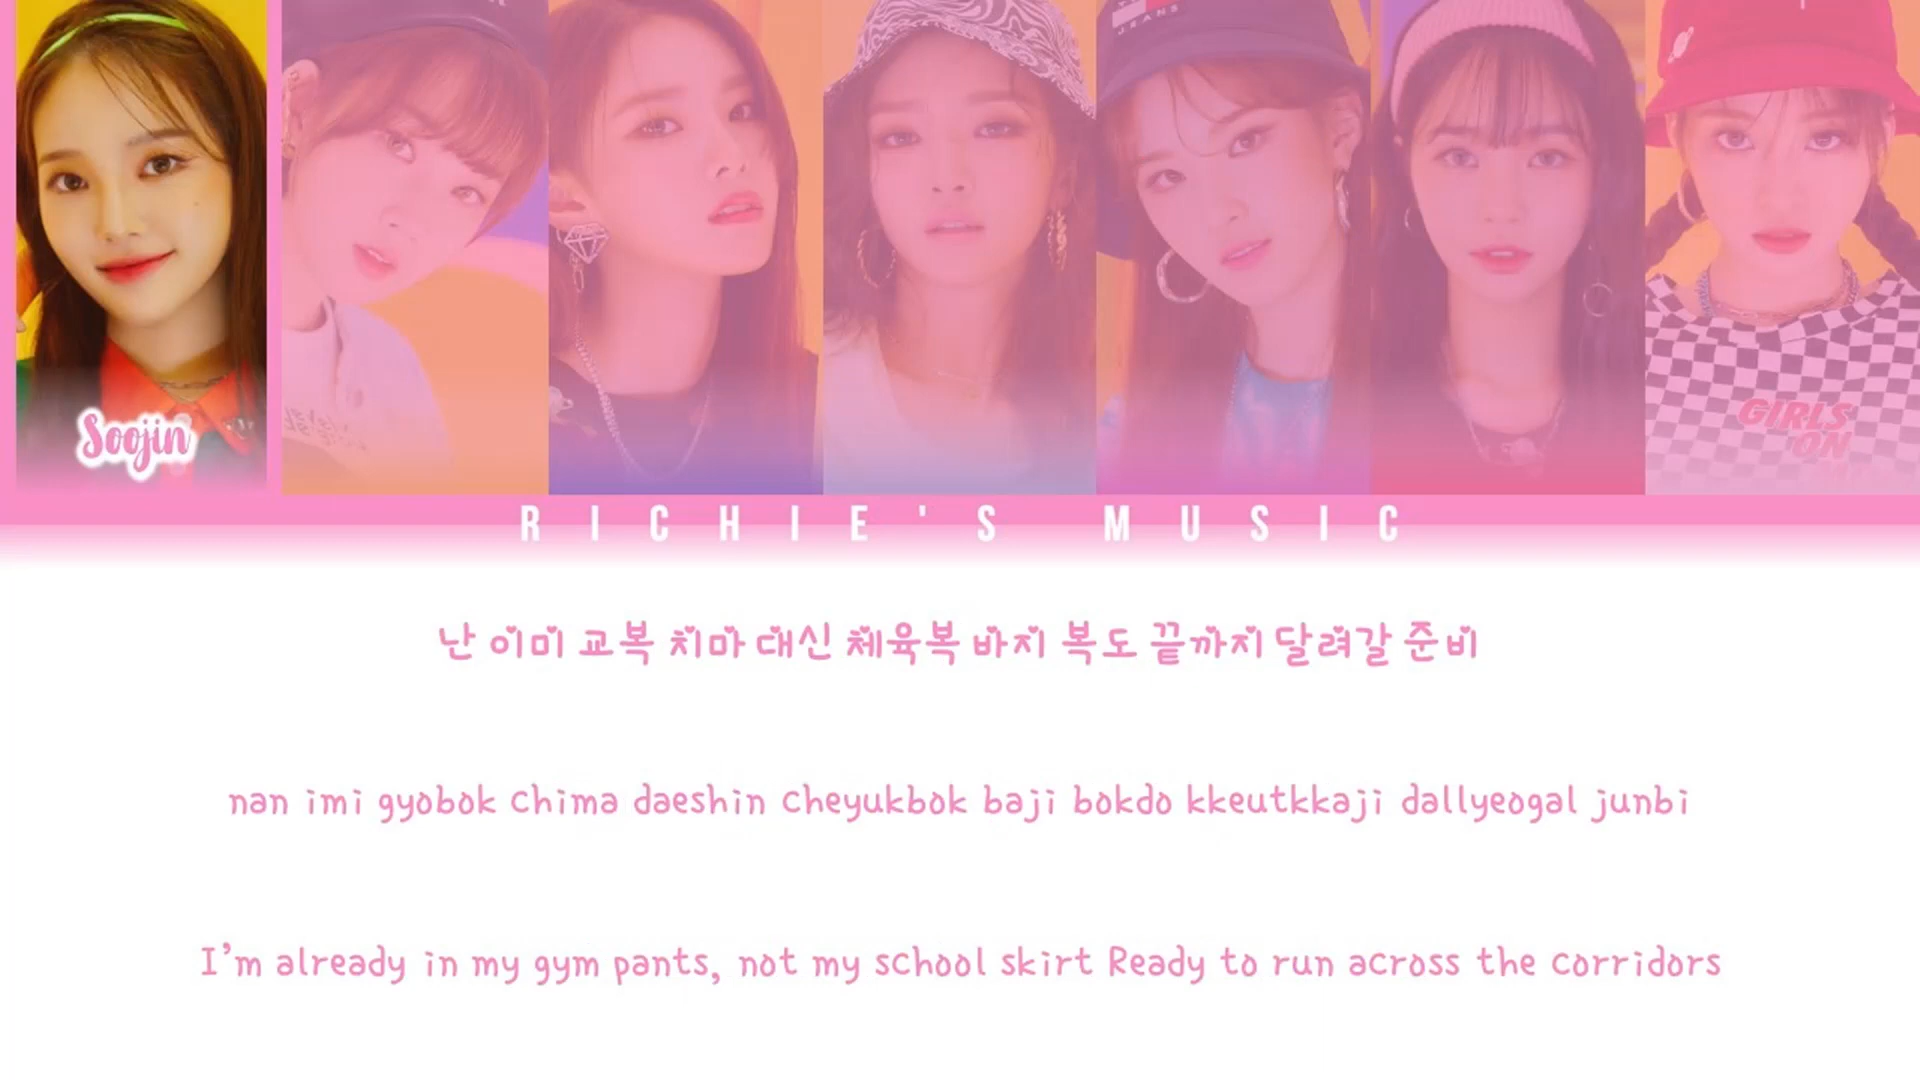 JEANS
GIRLS
ON
Soojin
RICHIE'S MUSIC
난 이미 교복 치마 대신 체육복 바지 복도 끝까지 달려갈 준비
nan imi gyobok chima daeshin cheyukbok baji bokdo kkeutkkaji dallyeogal junbi
I'm already in my gym pants, not my school skirt Ready to run across the corridors